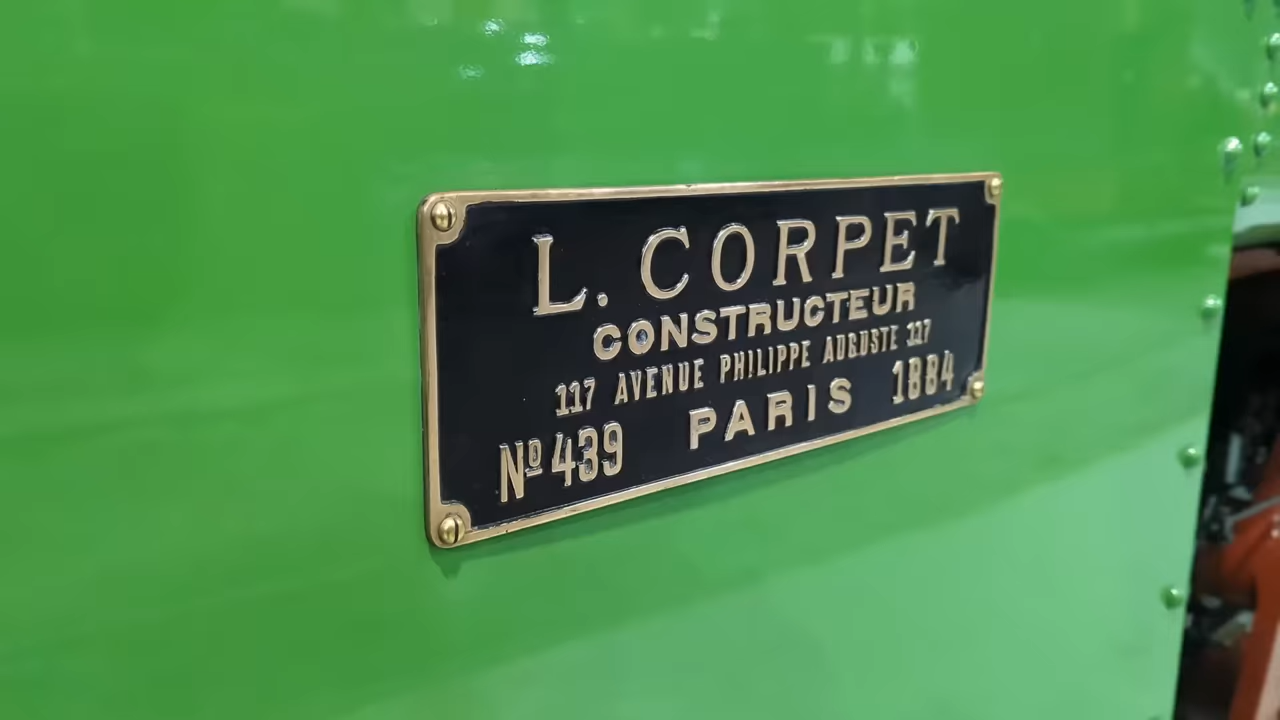 L. CORPET
CONSTRUCTEUR
117 AVENUE PHILIPPE AUGUSTE 117
Nº 439 PARIS 1884